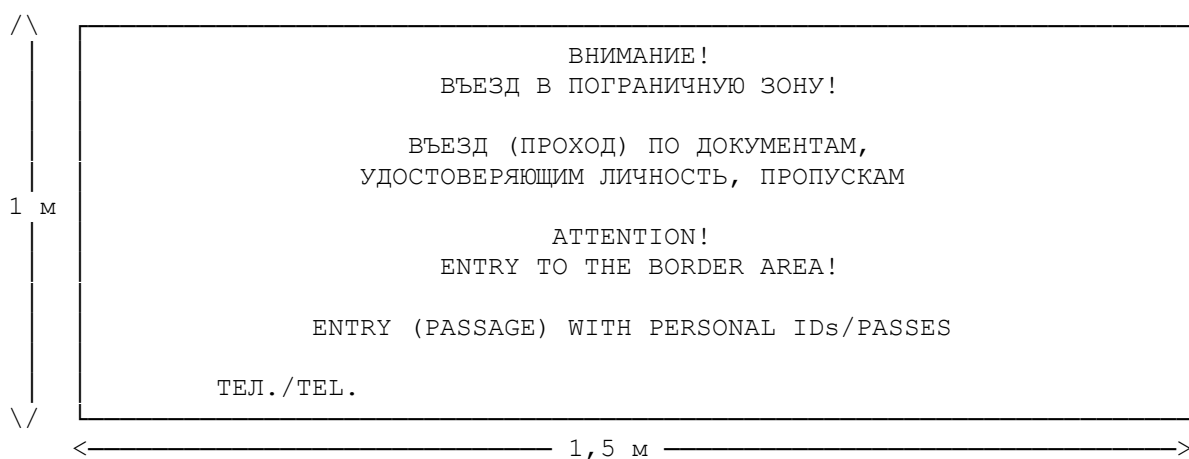 ВНИМАНИЕ!
ВЪЕЗД В ПОГРАНИЧНУЮ ЗОНУ!
ВЪЕЗД (ПРОХОД) ПО ДОКУМЕНТАМ,
УДОСТОВЕРЯЮЩИМ ЛИЧНОСТЬ, ПРОПУСКАМ
1 м
ATTENTION!
ENTRY TO THE BORDER AREA!
ENTRY (PASSAGE) WITH PERSONAL IDs/PASSES
ТЕЛ./TEL.
1,5 м